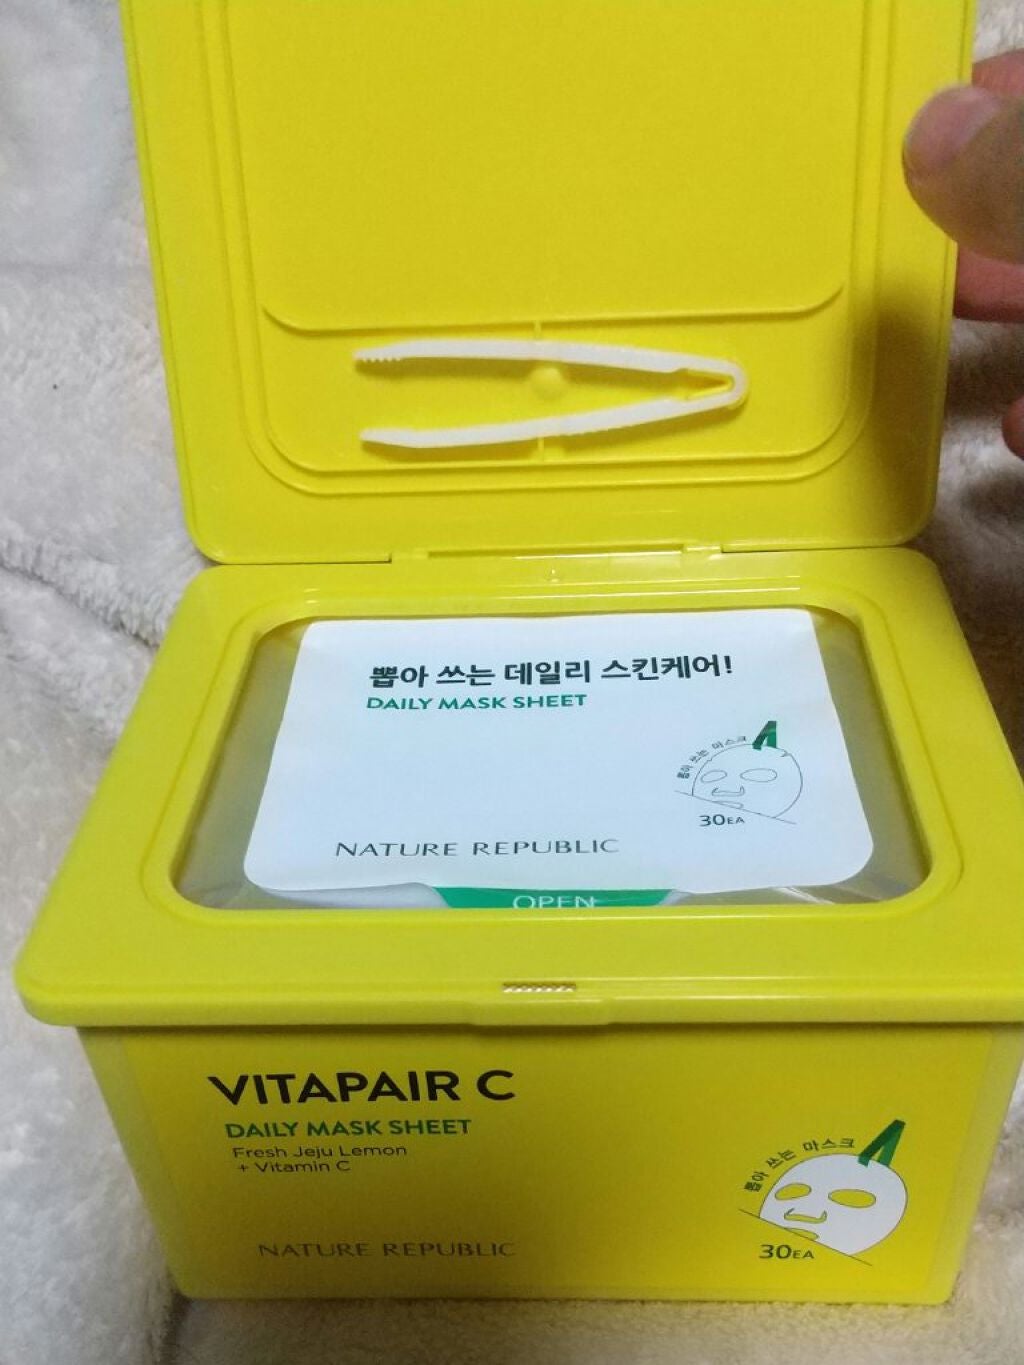 뽑아 쓰는 데일리 스킨케어!
DAILY MASK SHEET
뽑아 쓰는 마스크
30EA
NATURE REPUBLIC
OPEN
VITAPAIR C
DAILY MASK SHEET
Fresh Jeju Lemon
+ Vitamin C
뽑아 쓰는 마스크
30EA
NATURE REPUBLIC